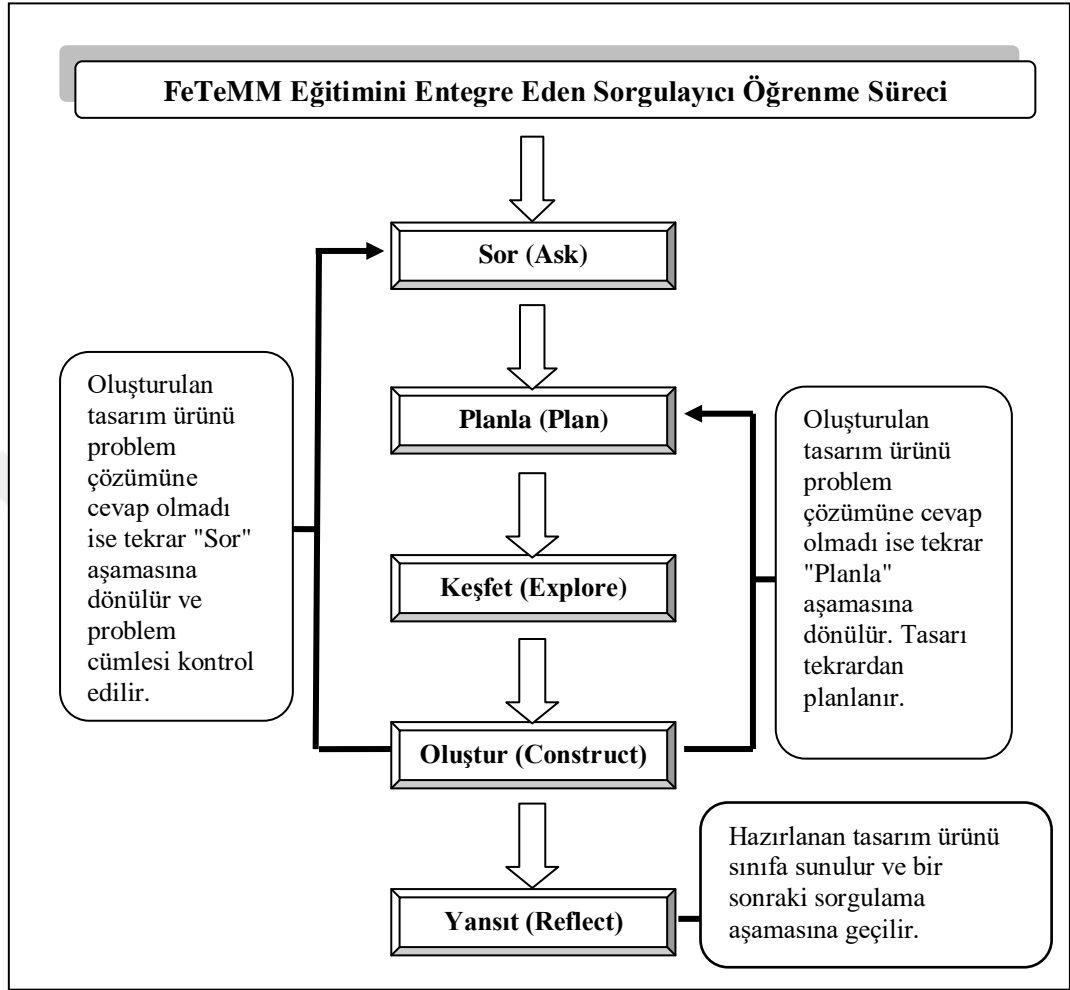 FeTeMM Eğitimini Entegre Eden Sorgulayıcı Öğrenme Süreci
Sor (Ask)
Planla (Plan)
Keşfet (Explore)
Oluştur (Construct)
Yansıt (Reflect)
Oluşturulan
tasarım ürünü
problem
çözümüne
cevap olmadı
ise tekrar "Sor"
aşamasına
dönülür ve
problem
cümlesi kontrol
edilir.
Oluşturulan
tasarım ürünü
problem
çözümüne cevap
olmadı ise tekrar
"Planla"
aşamasına
dönülür. Tasarı
tekrardan
planlanır.
Hazırlanan tasarım ürünü
sınıfa sunulur ve bir
sonraki sorgulama
aşamasına geçilir.